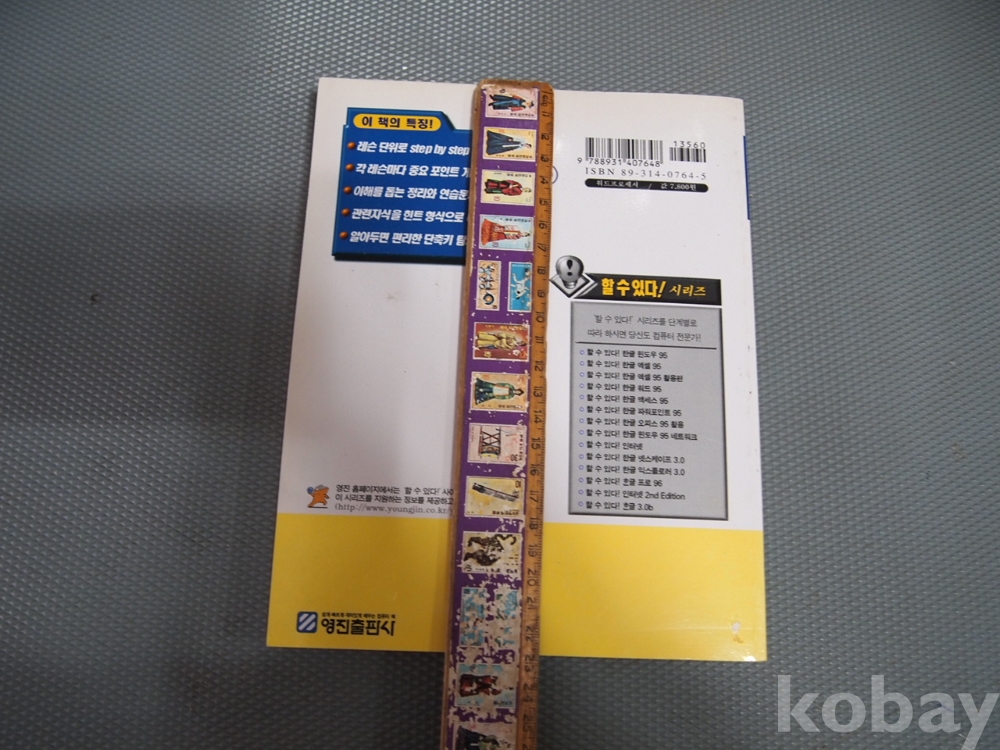 이 책의 특징!
레슨 단위로 step by step
각 레슨마다 중요 포인트
이해를 돕는 정리와
관련지식을 힌트 형식으로
알아두면 편리한 단축키
13560
9 788931 407648
ISBN 89-314-0764-5
워드프로세서 / 값 7,800원
할 수 있다! 시리즈
'할 수 있다!' 시리즈를 단계별로
따라 하시면 당신도 컴퓨터 전문가!
할 수 있다! 한글 윈도우 95
할 수 있다! 한글 엑셀 95
할 수 있다! 한글 엑셀 95 활용편
할 수 있다! 한글 워드 95
할 수 있다! 한글 액세스 95
할 수 있다! 한글 파워포인트 95
할 수 있다! 한글 오피스 95 활용
할 수 있다! 한글 윈도우 95 네트워크
할 수 있다! 인터넷
할 수 있다! 한글 넷스케이프 3.0
할 수 있다! 한글 익스플로러 3.0
할 수 있다! 흔글 프로 96
할 수 있다! 인터넷 2nd Edition
할 수 있다! 흔글 3.0b
영진 홈페이지에서는 '할 수 있다!'
이 시리즈를 지원하는 정보를 제공하고
(http://www.youngjin.co.kr/
영진출판사
kobay